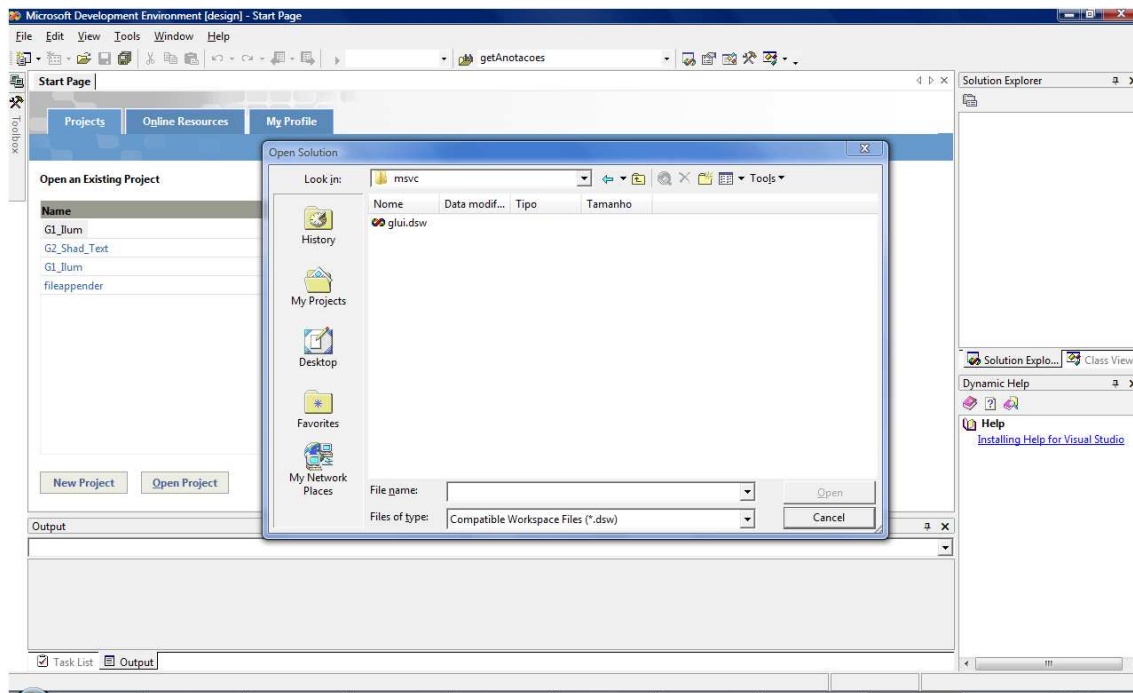 Microsoft Development Environment [design] - Start Page
File Edit View Tools Window Help
getAnotacoes
Start Page
Toolbox
Projects Online Resources My Profile
Open an Existing Project
Name
G1_Ilum
G2_Shad_Text
G1_Ilum
fileappender
New Project Open Project
Open Solution
Look in: msvc Tools
Nome Data modif... Tipo Tamanho
glui.dsw
History
My Projects
Desktop
Favorites
My Network
Places
File name: Open
Files of type: Compatible Workspace Files (*.dsw) Cancel
Solution Explorer
Solution Explo... Class View
Dynamic Help
Help
Installing Help for Visual Studio
Output
Task List Output